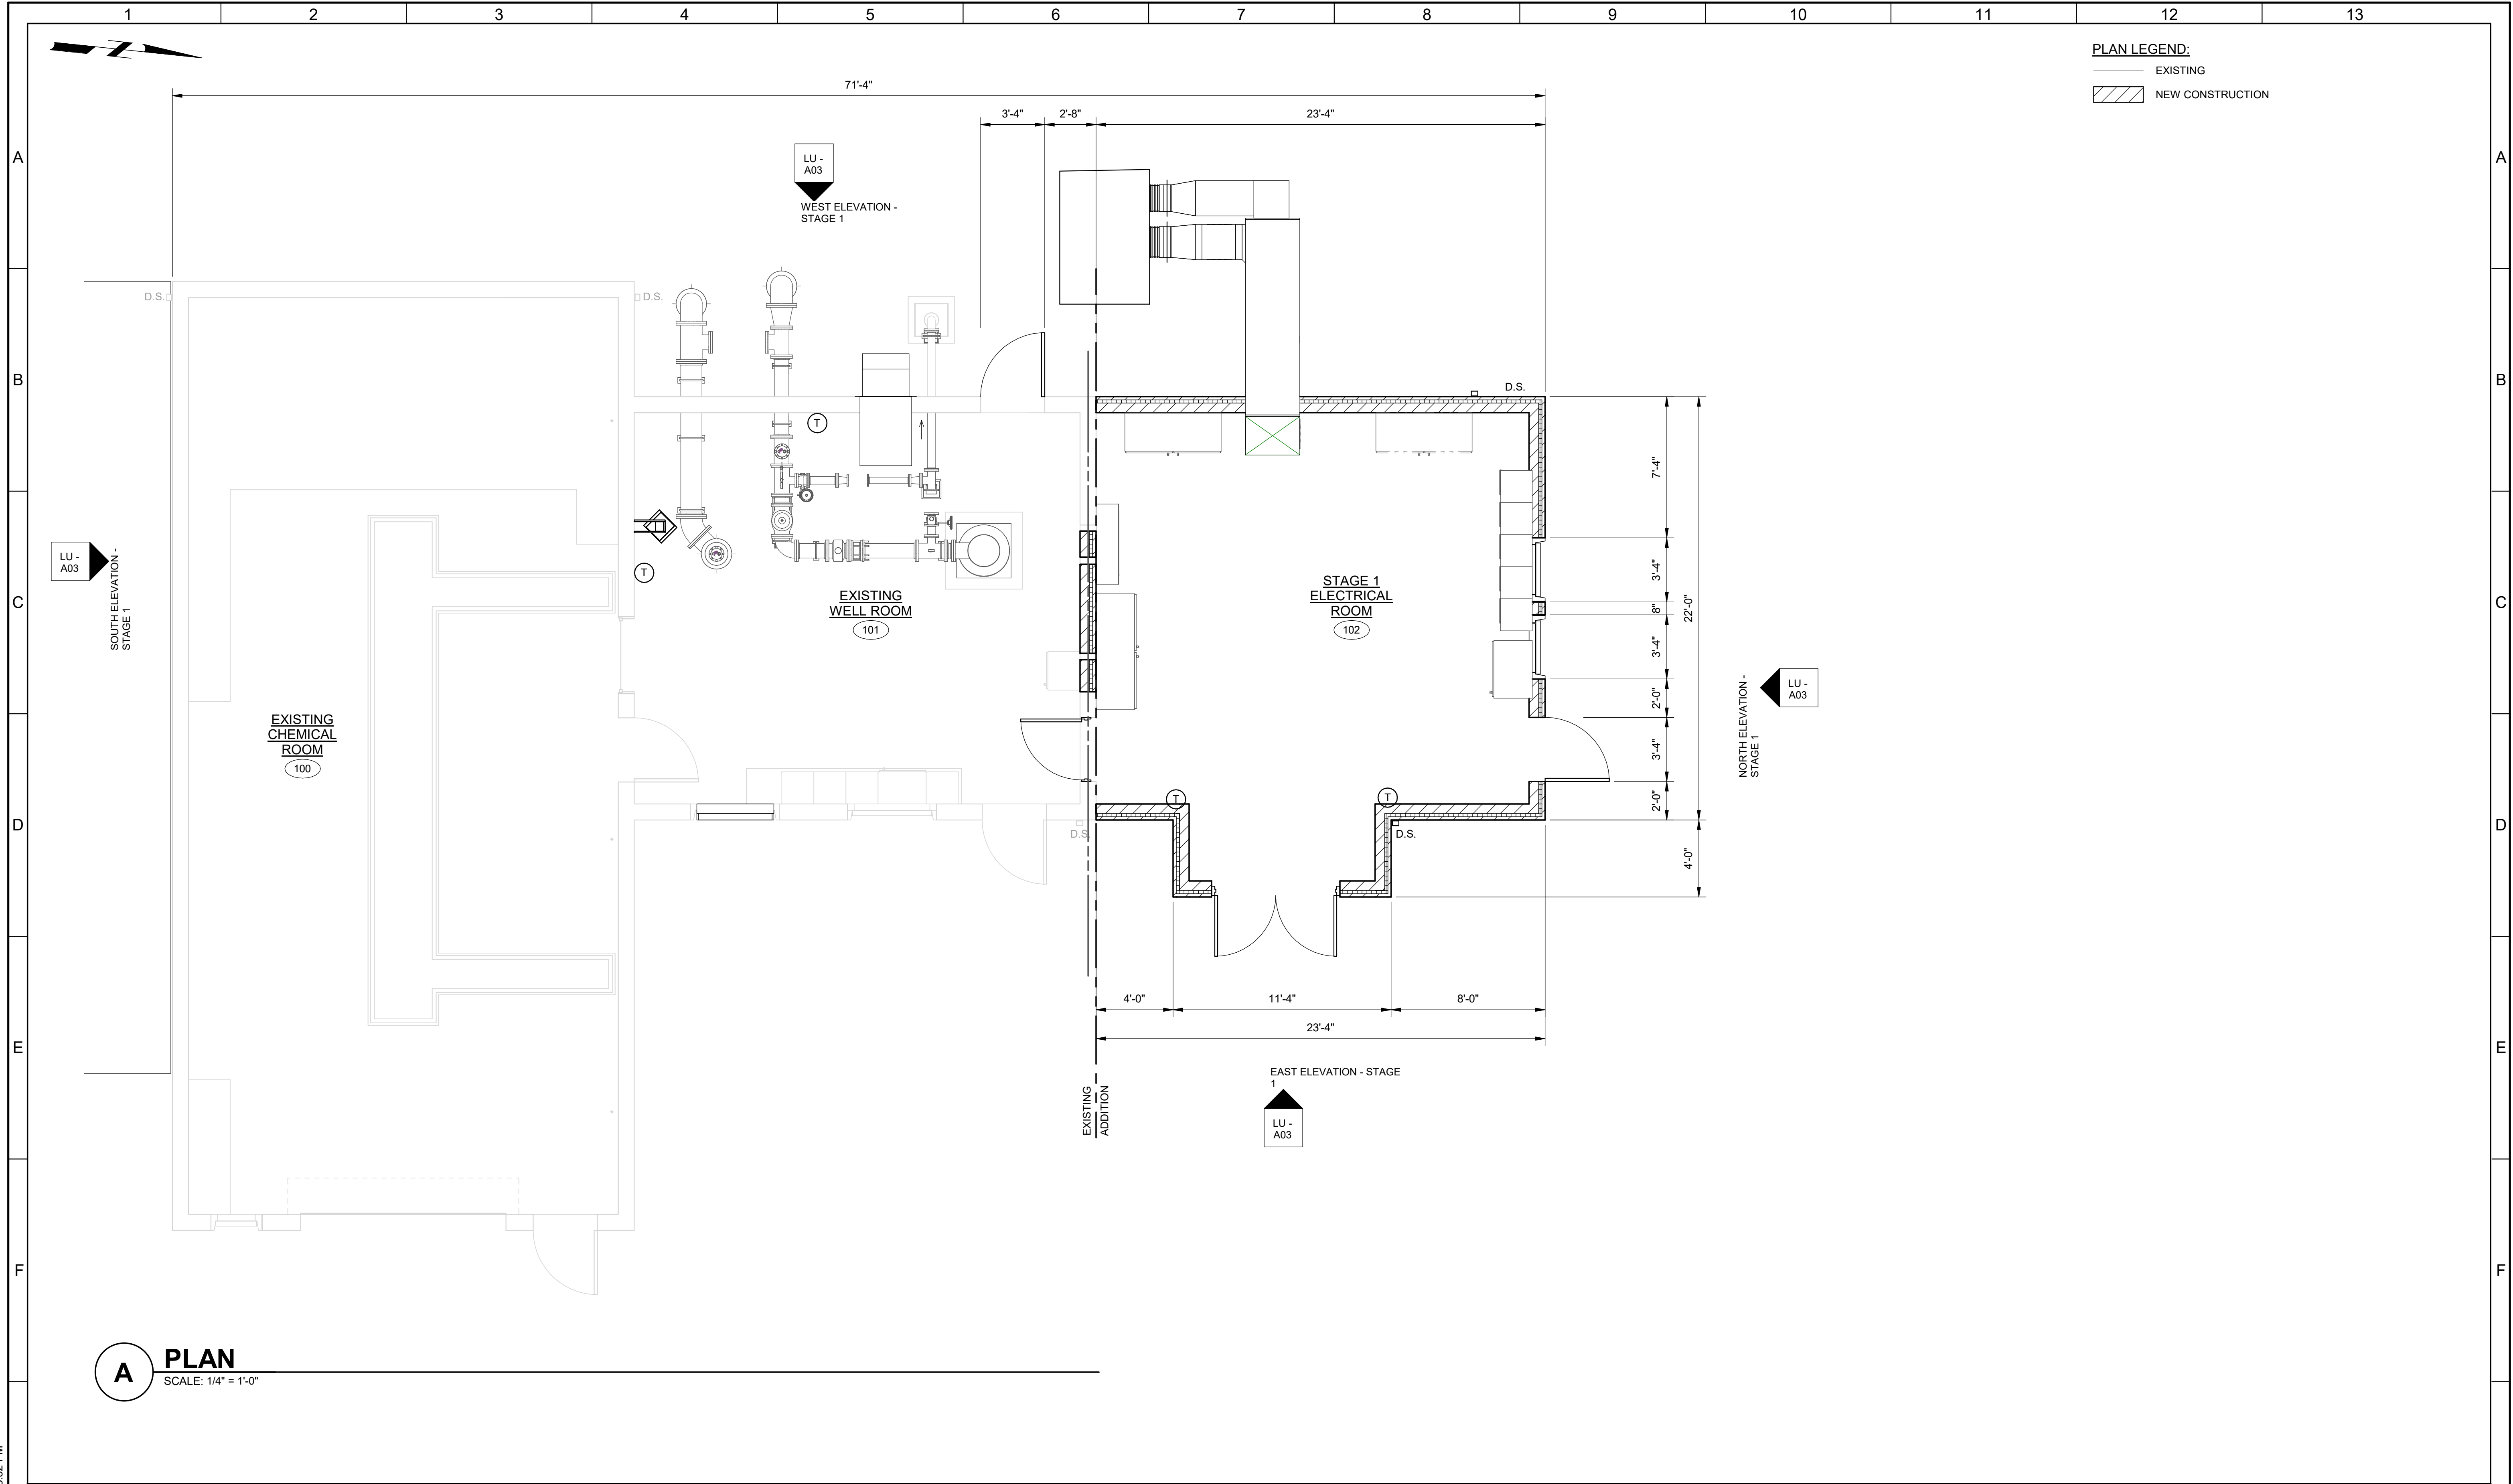 1 2 3 4 5 6 7 8 9 10 11 12 13
PLAN LEGEND:
EXISTING
NEW CONSTRUCTION
71'-4"
3'-4" 2'-8" 23'-4"
A A
LU -
A03
WEST ELEVATION -
STAGE 1
D.S. D.S.
B B
D.S.
T
7'-4"
LU -
A03
SOUTH ELEVATION -
STAGE 1
T
C C
EXISTING
WELL ROOM
101
STAGE 1
ELECTRICAL
ROOM
102
3'-4"
8"
22'-0"
3'-4"
2'-0"
3'-4"
2'-0"
4'-0"
NORTH ELEVATION -
STAGE 1
LU -
A03
EXISTING
CHEMICAL
ROOM
100
T T
D D
D.S. D.S.
4'-0" 11'-4" 8'-0"
23'-4"
E E
EXISTING
ADDITION
EAST ELEVATION - STAGE
1
LU -
A03
F F
A
PLAN
SCALE: 1/4" = 1'-0"